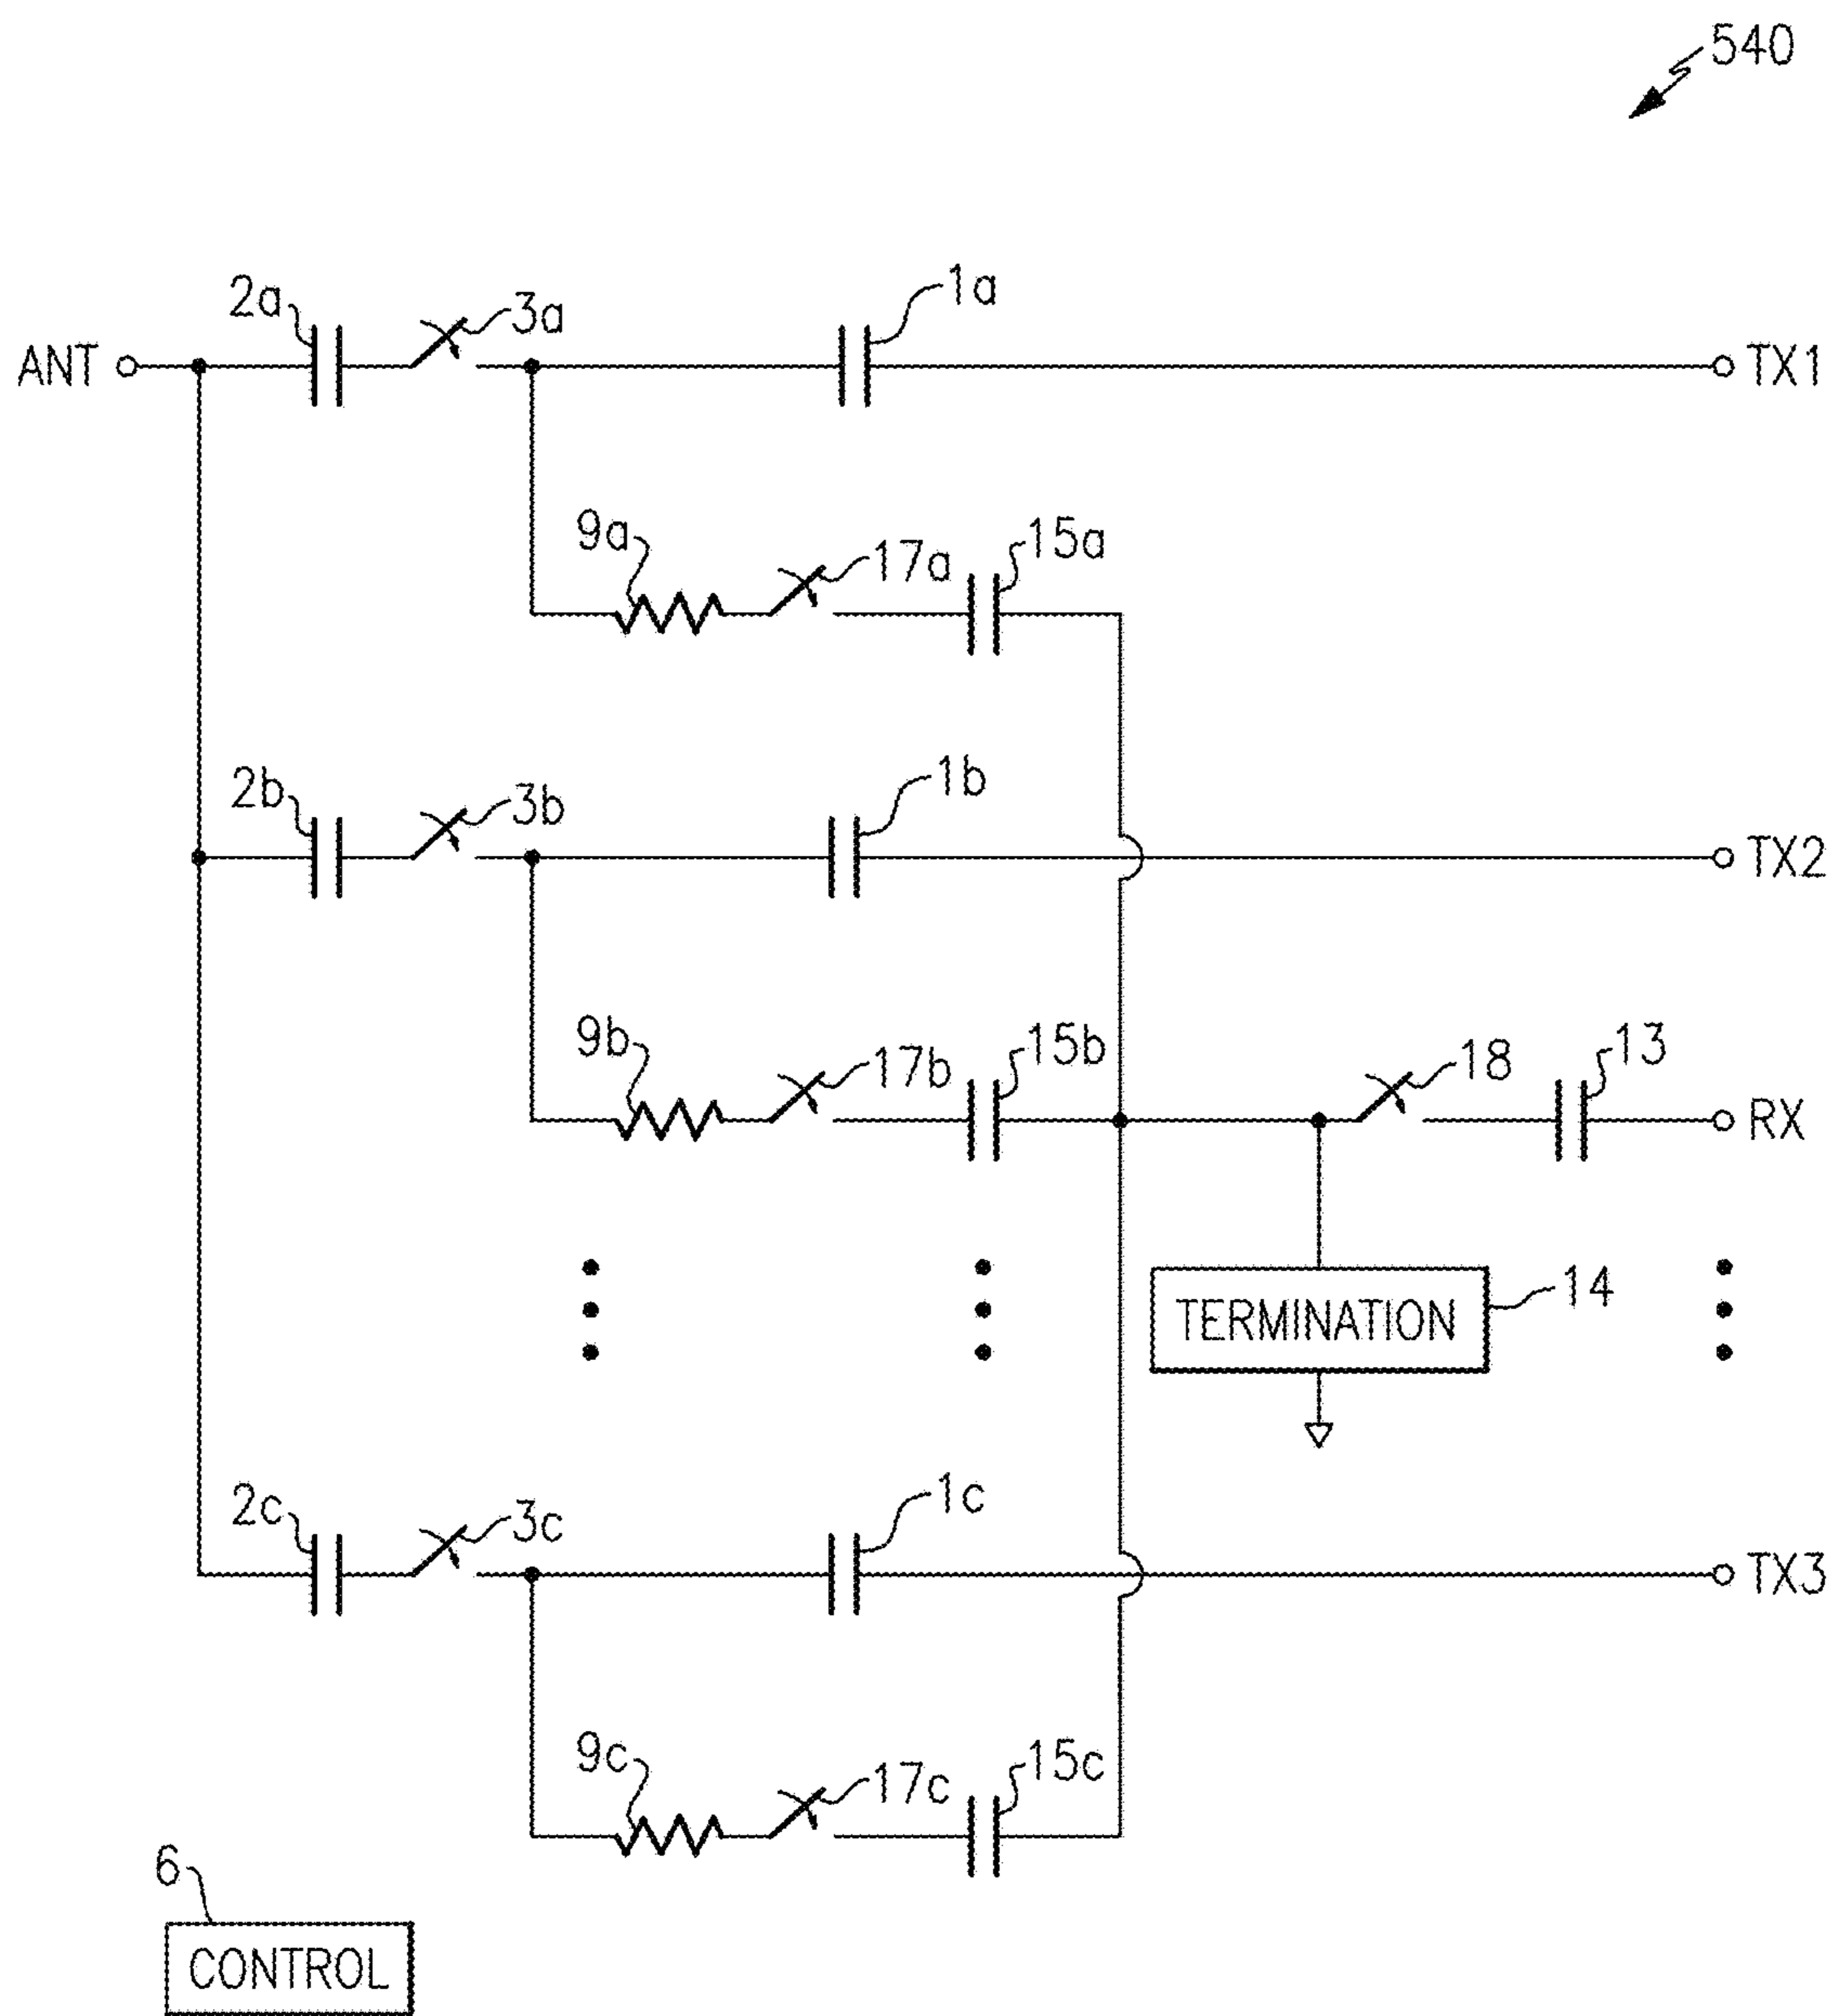 540
2a
3a
1a
ANT
TX1
9a
17a
15a
2b
3b
1b
TX2
9b
17b
15b
18
13
RX
TERMINATION
14
2c
3c
1c
TX3
9c
17c
15c
6
CONTROL